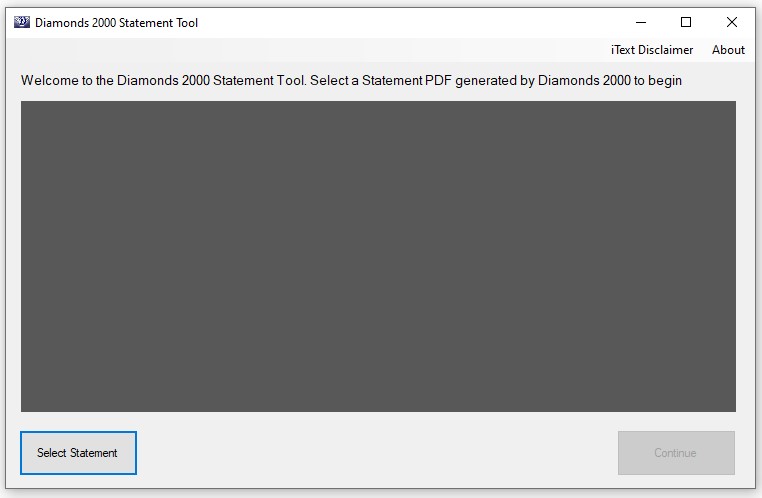 Diamonds 2000 Statement Tool
iText Disclaimer About
Welcome to the Diamonds 2000 Statement Tool. Select a Statement PDF generated by Diamonds 2000 to begin
Select Statement
Continue